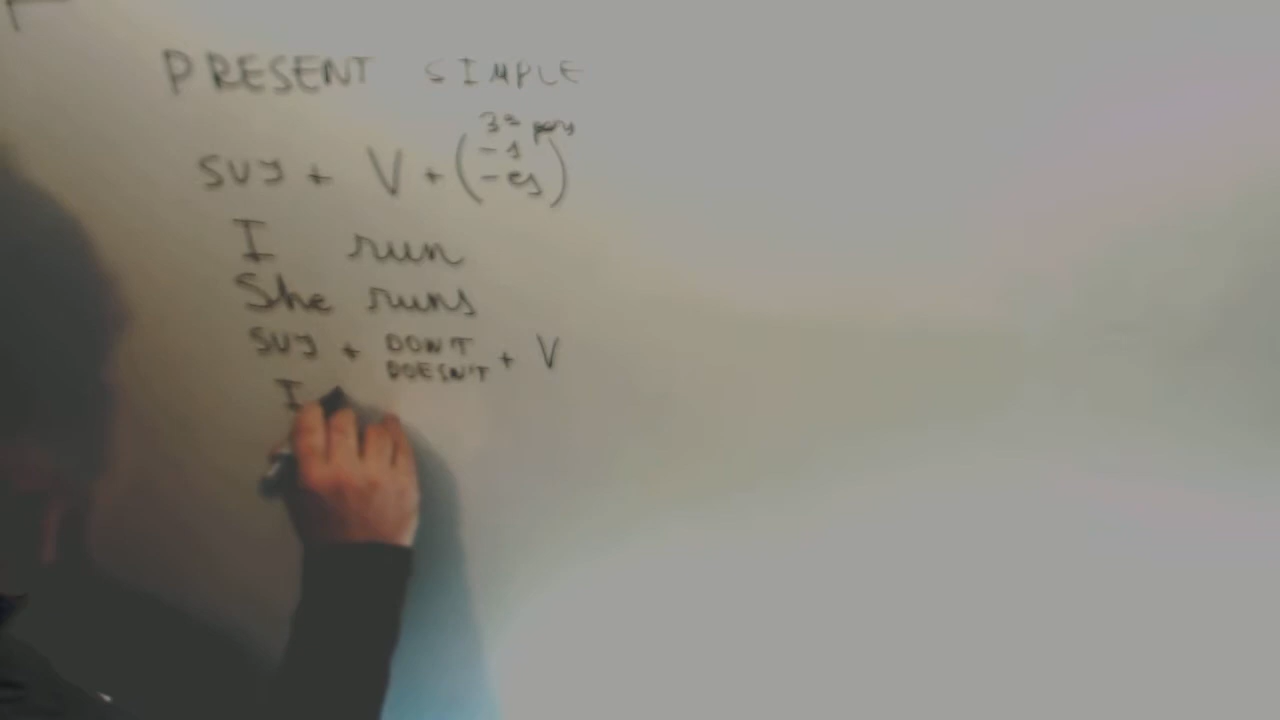 PRESENT SIMPLE
3ª pers
SUJ + V + (-s -es)
I run
She runs
SUJ + DON'T DOESN'T + V
I